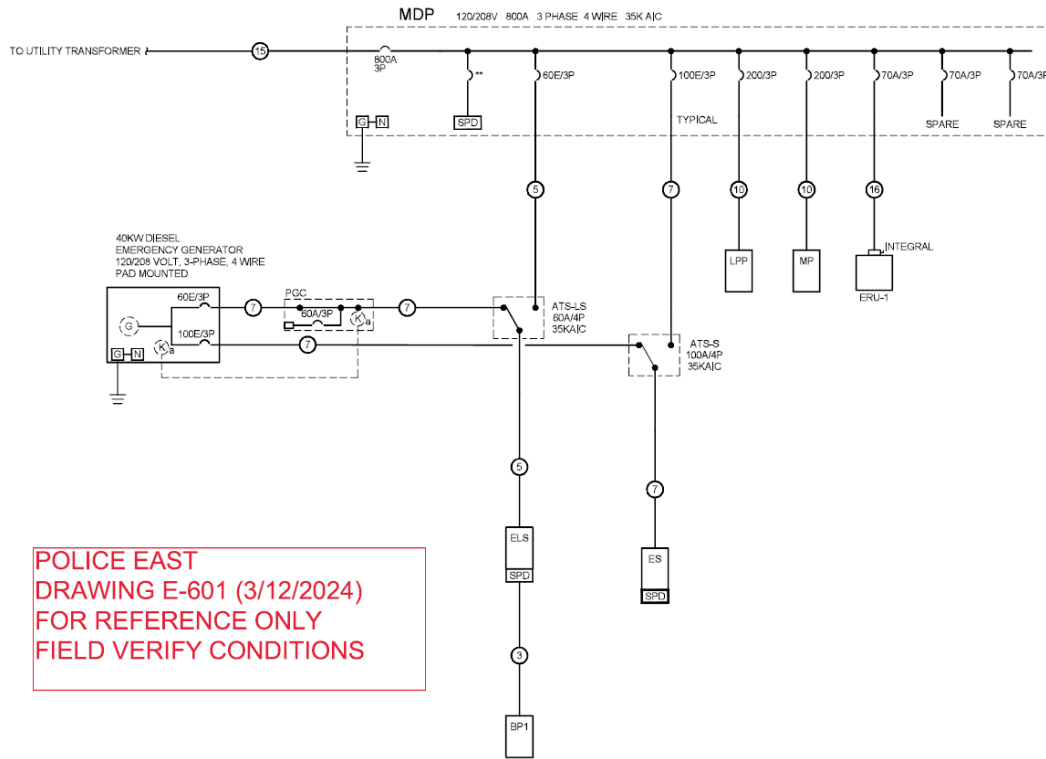 MDP 120/208V 800A 3 PHASE 4 WIRE 35K A|C
TO UTILITY TRANSFORMER
15
800A
3P
**
60E/3P
100E/3P
200/3P
200/3P
70A/3P
70A/3P
70A/3P
G N
SPD
TYPICAL
SPARE
SPARE
5
7
10
10
16
40KW DIESEL
EMERGENCY GENERATOR
120/208 VOLT, 3-PHASE, 4 WIRE
PAD MOUNTED
LPP
MP
INTEGRAL
ERU-1
60E/3P
7
PGC
60A/3P
K a
7
ATS-LS
60A/4P
35KA|C
G
100E/3P
K a
7
G N
ATS-S
100A/4P
35KA|C
5
7
ELS
SPD
ES
SPD
POLICE EAST
DRAWING E-601 (3/12/2024)
FOR REFERENCE ONLY
FIELD VERIFY CONDITIONS
3
BP1